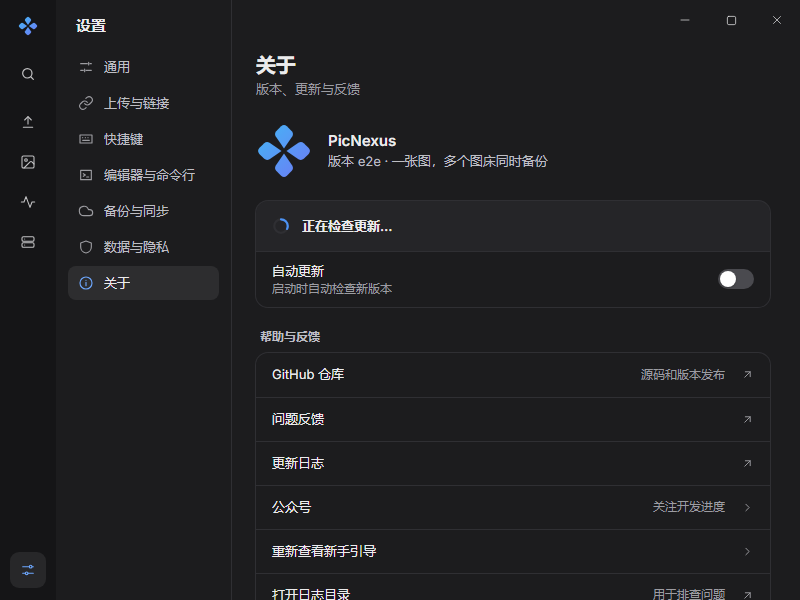 设置
通用
上传与链接
快捷键
编辑器与命令行
备份与同步
数据与隐私
关于
关于
版本、更新与反馈
PicNexus
版本 e2e · 一张图，多个图床同时备份
正在检查更新...
自动更新
启动时自动检查新版本
帮助与反馈
GitHub 仓库
源码和版本发布
问题反馈
更新日志
公众号
关注开发进度
重新查看新手引导
打开日志目录
用于排查问题